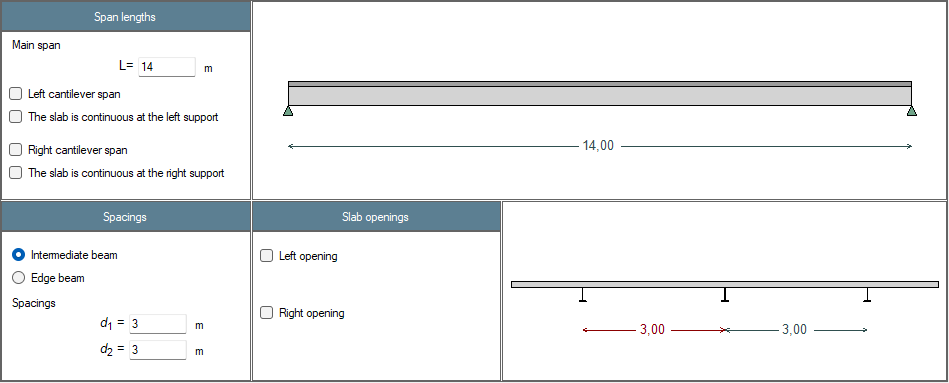 Span lengths
Main span
L= 14 m
Left cantilever span
The slab is continuous at the left support
Right cantilever span
The slab is continuous at the right support
14,00
Spacings
Intermediate beam
Edge beam
Spacings
d1 = 3 m
d2 = 3 m
Slab openings
Left opening
Right opening
3,00 3,00